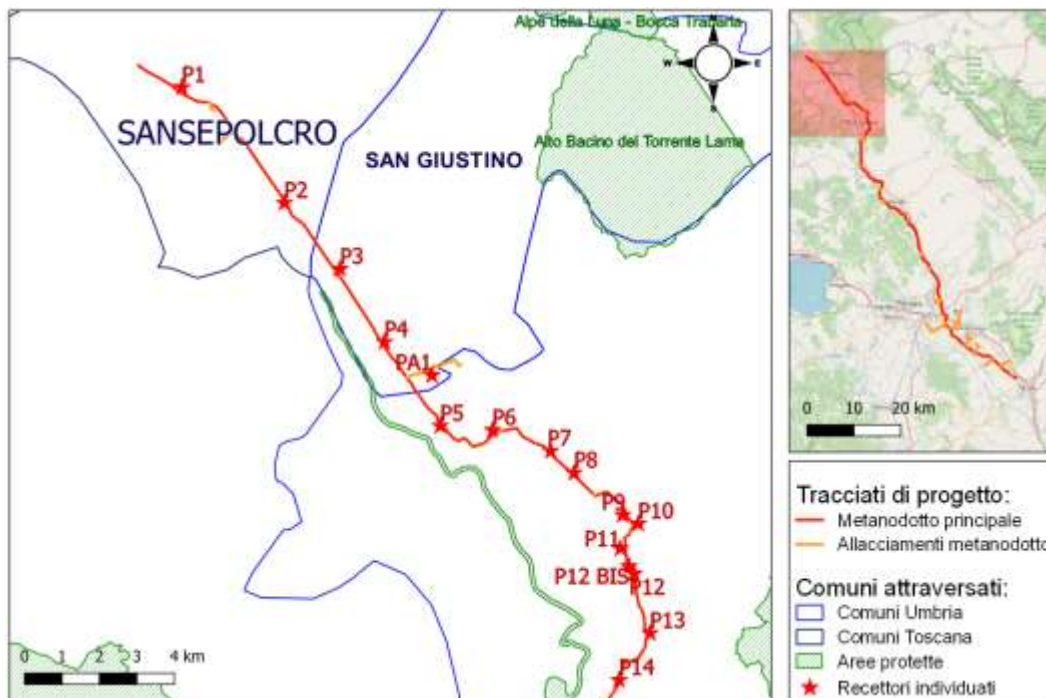 Alpe della Luna - Bocca Trabaria
N
W E
S
P1
SANSEPOLCRO
SAN GIUSTINO
Alto Bacino del Torrente Lama
P2
P3
P4
PA1
P5
P6
P7
P8
P9
P10
P11
P12 BIS
P12
P13
P14
0 1 2 3 4 km
0 10 20 km
Tracciati di progetto:
Metanodotto principale
Allacciamenti metanodotto
Comuni attraversati:
Comuni Umbria
Comuni Toscana
Aree protette
Recettori individuati